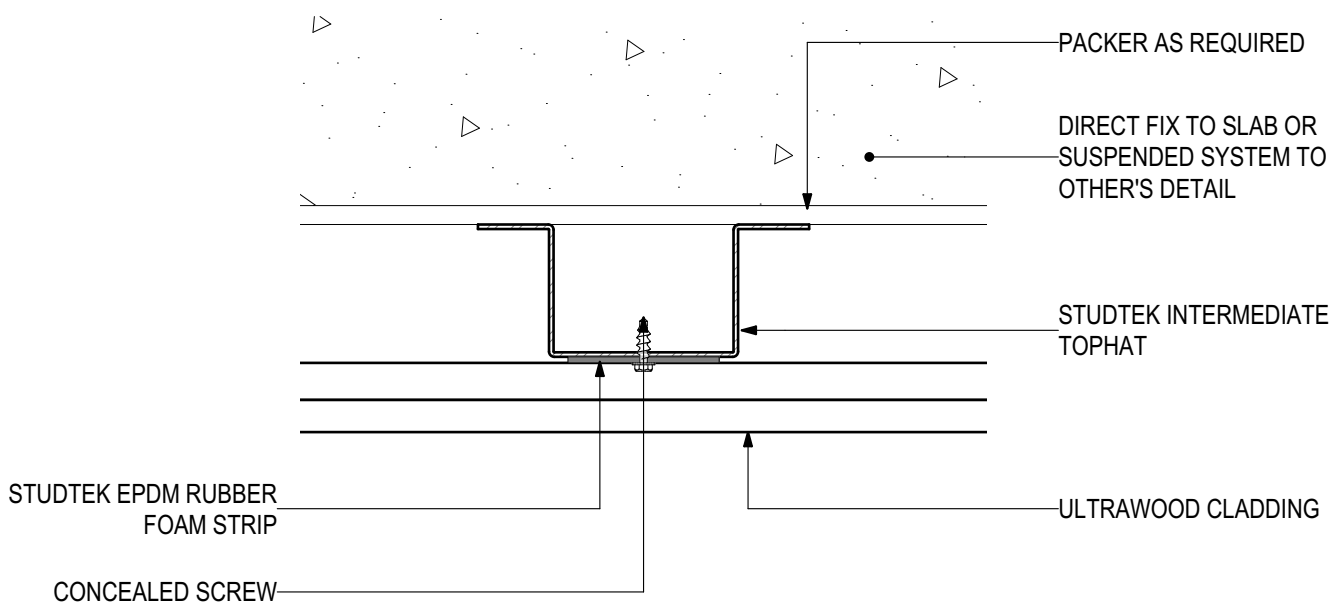 PACKER AS REQUIRED
DIRECT FIX TO SLAB OR
SUSPENDED SYSTEM TO
OTHER'S DETAIL
STUDTEK INTERMEDIATE
TOPHAT
STUDTEK EPDM RUBBER
FOAM STRIP
ULTRAWOOD CLADDING
CONCEALED SCREW